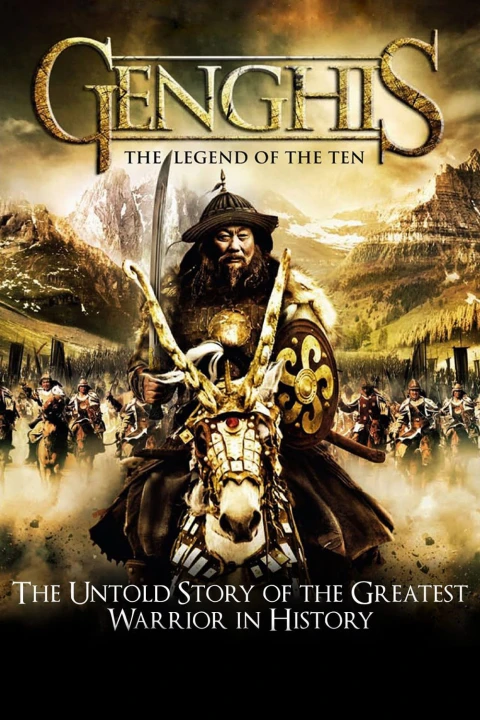 GENGHIS
THE LEGEND OF THE TEN
THE UNTOLD STORY OF THE GREATEST
WARRIOR IN HISTORY